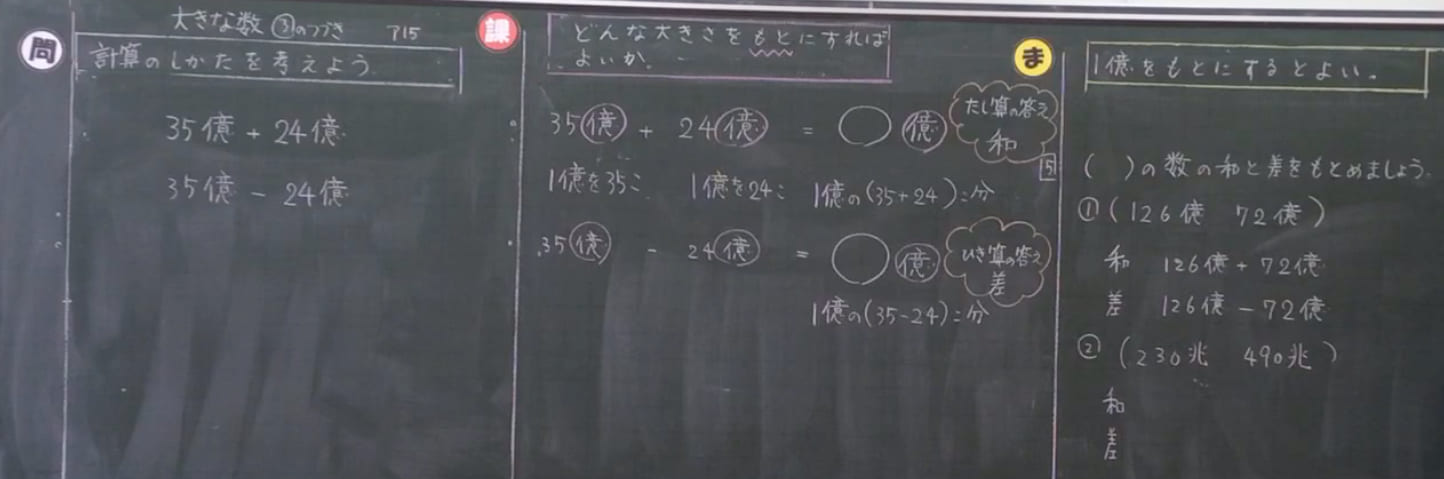 大きな数 ③のつづき P15
問
計算のしかたを考えよう
35億 + 24億
35億 - 24億
課
どんな大きさをもとにすれば
よいか。
35億 + 24億 = 億
たし算の答え
和
1億を35こ 1億を24こ 1億の(35+24)こ分
35億 - 24億 = 億
ひき算の答え
差
1億の(35-24)こ分
ま
1億をもとにするとよい。
5
( )の数の和と差をもとめましょう。
① (126億 72億)
和 126億 + 72億
差 126億 - 72億
② (230兆 490兆)
和
差